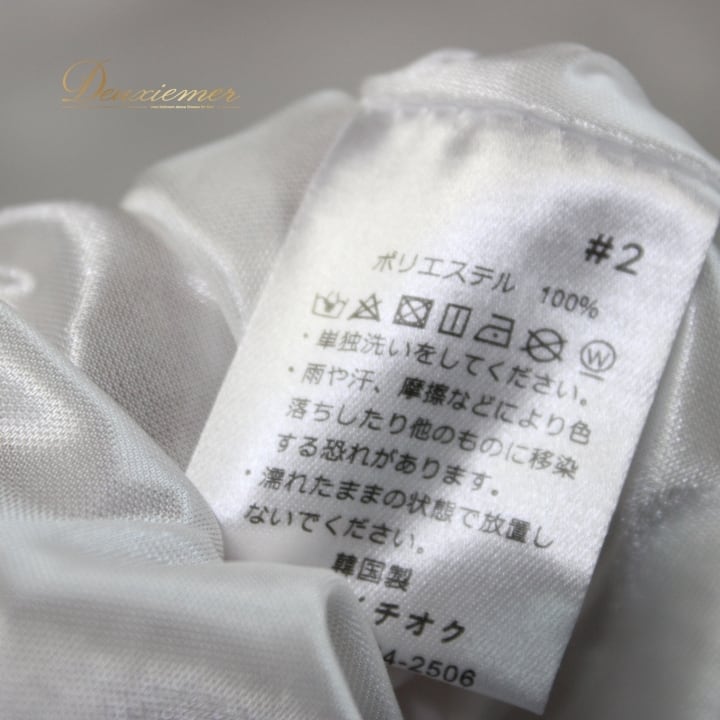 Deuxiemer
#2
ポリエステル 100%
・単独洗いをしてください。
・雨や汗、摩擦などにより色
落ちしたり他のものに移染
する恐れがあります。
・濡れたままの状態で放置し
ないでください。
韓国製
チオク
4-2506
W